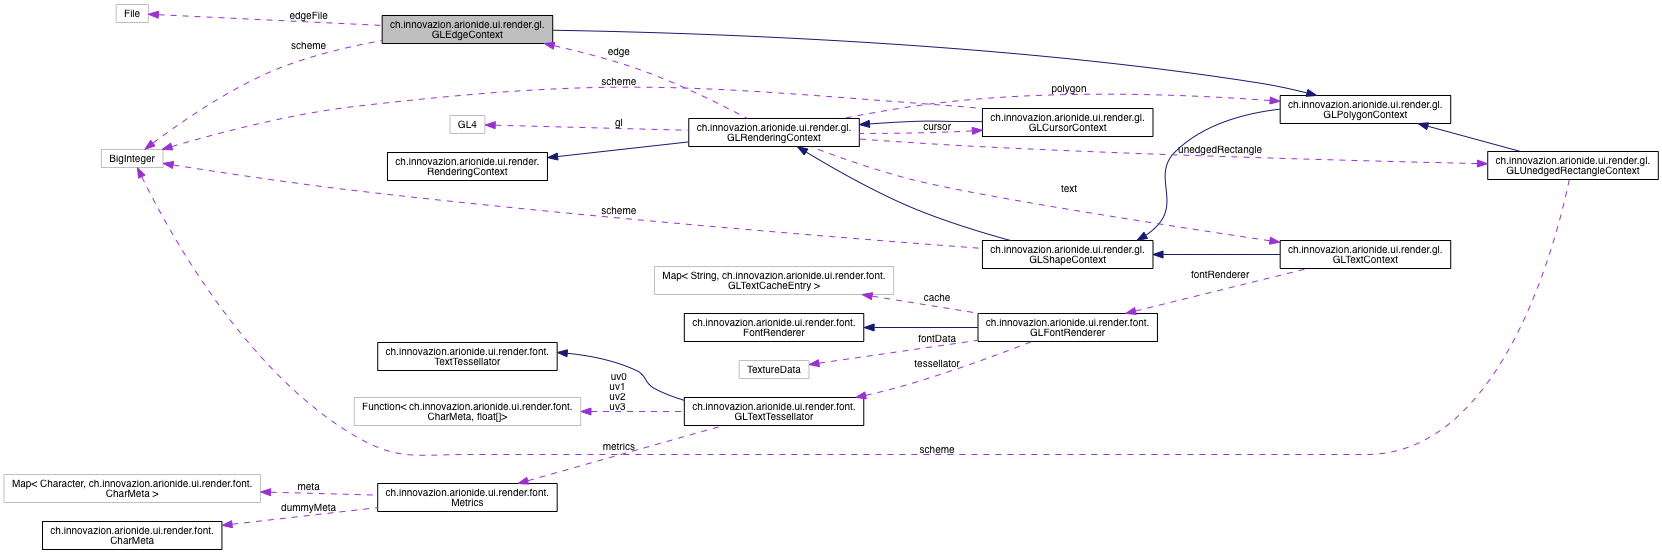 File
edgeFile
ch.innovazion.arionide.ui.render.gl.
GLEdgeContext
scheme
edge
scheme
polygon
ch.innovazion.arionide.ui.render.gl.
GLPolygonContext
GL4
gl
ch.innovazion.arionide.ui.render.gl.
GLRenderingContext
cursor
ch.innovazion.arionide.ui.render.gl.
GLCursorContext
BigInteger
ch.innovazion.arionide.ui.render.
RenderingContext
unedgedRectangle
ch.innovazion.arionide.ui.render.gl.
GLUnedgedRectangleContext
text
scheme
ch.innovazion.arionide.ui.render.gl.
GLShapeContext
ch.innovazion.arionide.ui.render.gl.
GLTextContext
Map< String, ch.innovazion.arionide.ui.render.font.
GLTextCacheEntry >
cache
fontRenderer
ch.innovazion.arionide.ui.render.font.
FontRenderer
ch.innovazion.arionide.ui.render.font.
GLFontRenderer
fontData
ch.innovazion.arionide.ui.render.font.
TextTessellator
TextureData
tessellator
uv0
uv1
uv2
uv3
Function< ch.innovazion.arionide.ui.render.font.
CharMeta, float[]>
ch.innovazion.arionide.ui.render.font.
GLTextTessellator
metrics
scheme
Map< Character, ch.innovazion.arionide.ui.render.font.
CharMeta >
meta
ch.innovazion.arionide.ui.render.font.
Metrics
dummyMeta
ch.innovazion.arionide.ui.render.font.
CharMeta